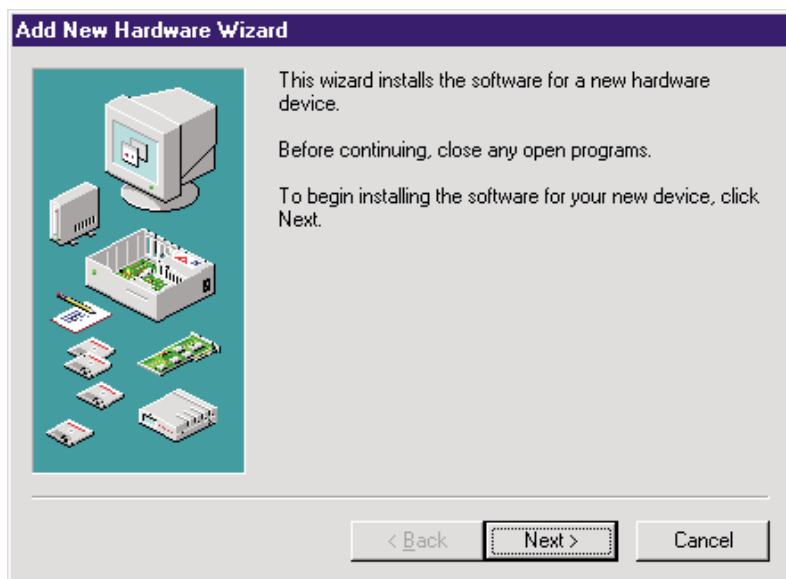 Add New Hardware Wizard
This wizard installs the software for a new hardware
device.
Before continuing, close any open programs.
To begin installing the software for your new device, click
Next.
< Back
Next >
Cancel